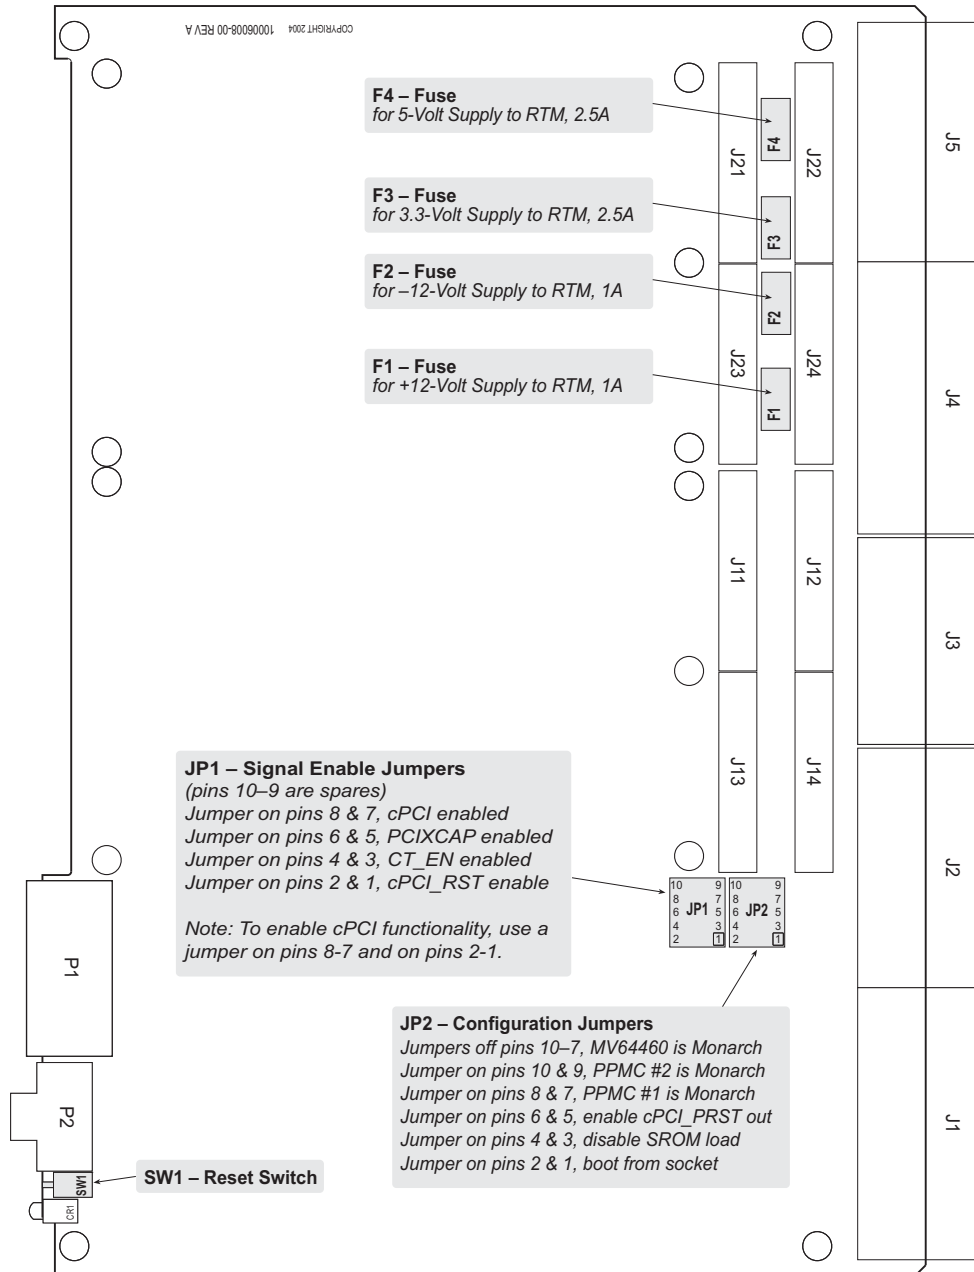 COPYRIGHT 2004 10006008-00 REV A
F4 – Fuse
for 5-Volt Supply to RTM, 2.5A
F3 – Fuse
for 3.3-Volt Supply to RTM, 2.5A
F2 – Fuse
for –12-Volt Supply to RTM, 1A
F1 – Fuse
for +12-Volt Supply to RTM, 1A
J21
F4
J22
J5
F3
F2
J23
J24
F1
J4
J11
J12
J3
J13
J14
J2
JP1 – Signal Enable Jumpers
(pins 10–9 are spares)
Jumper on pins 8 & 7, cPCI enabled
Jumper on pins 6 & 5, PCIXCAP enabled
Jumper on pins 4 & 3, CT_EN enabled
Jumper on pins 2 & 1, cPCI_RST enable
Note: To enable cPCI functionality, use a
jumper on pins 8-7 and on pins 2-1.
10 9 10 9
8 7 8 7
6 JP1 5 6 JP2 5
4 3 4 3
2 1 2 1
P1
JP2 – Configuration Jumpers
Jumpers off pins 10–7, MV64460 is Monarch
Jumper on pins 10 & 9, PPMC #2 is Monarch
Jumper on pins 8 & 7, PPMC #1 is Monarch
Jumper on pins 6 & 5, enable cPCI_PRST out
Jumper on pins 4 & 3, disable SROM load
Jumper on pins 2 & 1, boot from socket
J1
P2
SW1
SW1 – Reset Switch
CR1